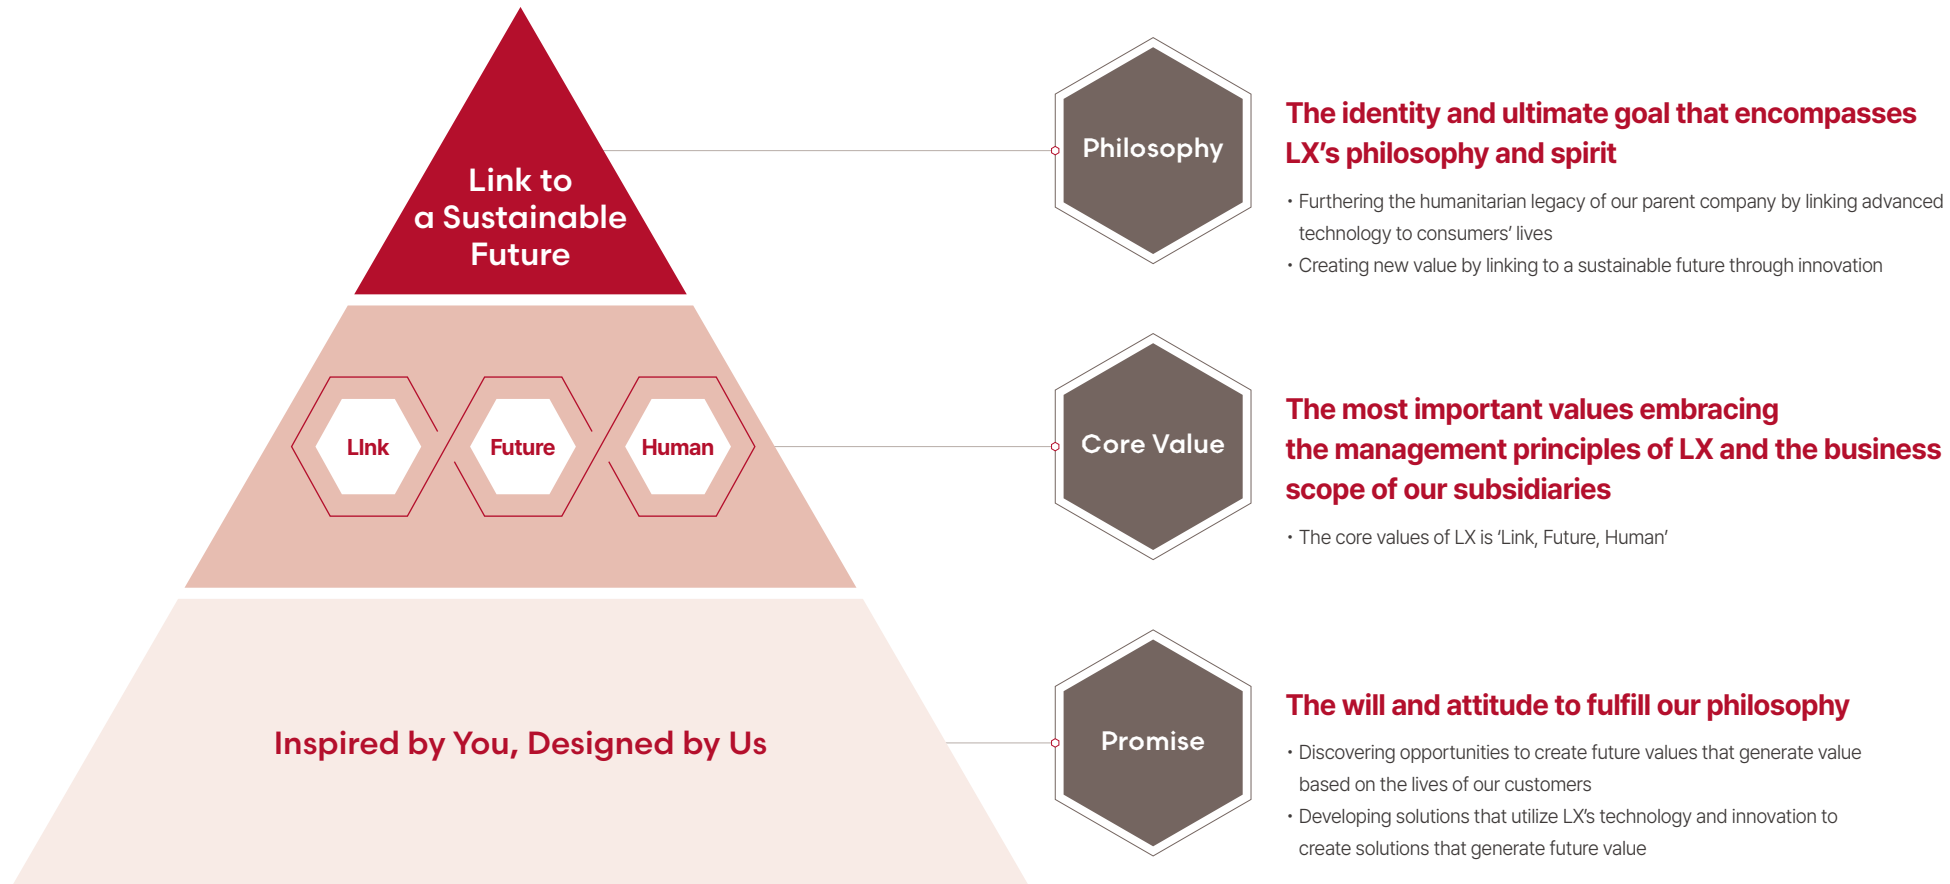 Link to
a Sustainable
Future
Philosophy
The identity and ultimate goal that encompasses
LX’s philosophy and spirit
• Furthering the humanitarian legacy of our parent company by linking advanced
technology to consumers’ lives
• Creating new value by linking to a sustainable future through innovation
LInk
Future
Human
Core Value
The most important values embracing
the management principles of LX and the business
scope of our subsidiaries
• The core values of LX is ‘Link, Future, Human’
Inspired by You, Designed by Us
Promise
The will and attitude to fulfill our philosophy
• Discovering opportunities to create future values that generate value
based on the lives of our customers
• Developing solutions that utilize LX’s technology and innovation to
create solutions that generate future value